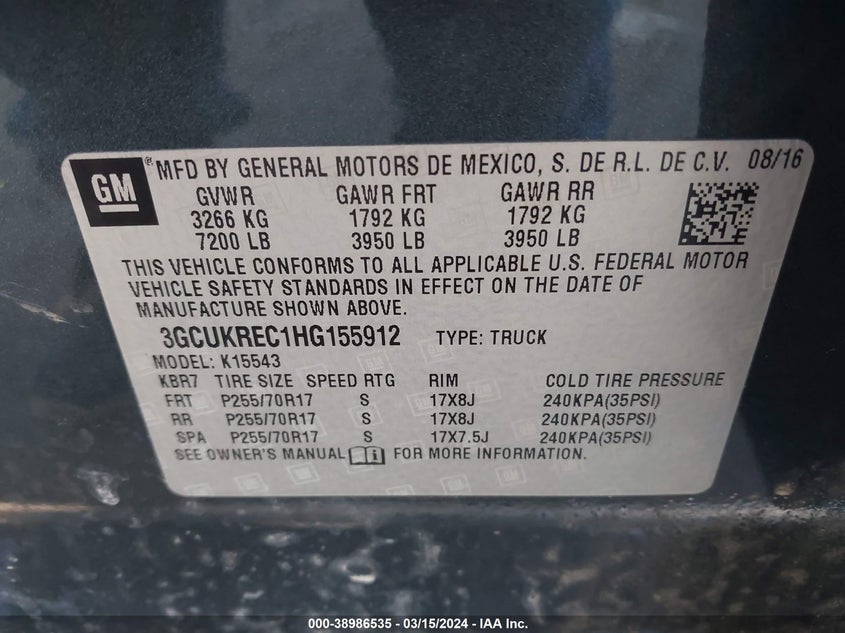 GM
® MFD BY GENERAL MOTORS DE MEXICO, S. DE R.L. DE C.V. 08/16
GVWR GAWR FRT GAWR RR
3266 KG 1792 KG 1792 KG
7200 LB 3950 LB 3950 LB
THIS VEHICLE CONFORMS TO ALL APPLICABLE U.S. FEDERAL MOTOR
VEHICLE SAFETY STANDARDS IN EFFECT ON THE DATE OF
MANUFACTURE SHOWN ABOVE.
3GCUKREC1HG155912 TYPE: TRUCK
MODEL: K15543
KBR7 TIRE SIZE SPEED RTG RIM COLD TIRE PRESSURE
FRT P255/70R17 S 17X8J 240KPA(35PSI)
RR P255/70R17 S 17X8J 240KPA(35PSI)
SPA P255/70R17 S 17X7.5J 240KPA(35PSI)
SEE OWNER'S MANUAL i FOR MORE INFORMATION.
000-38986535 - 03/15/2024 - IAA Inc.